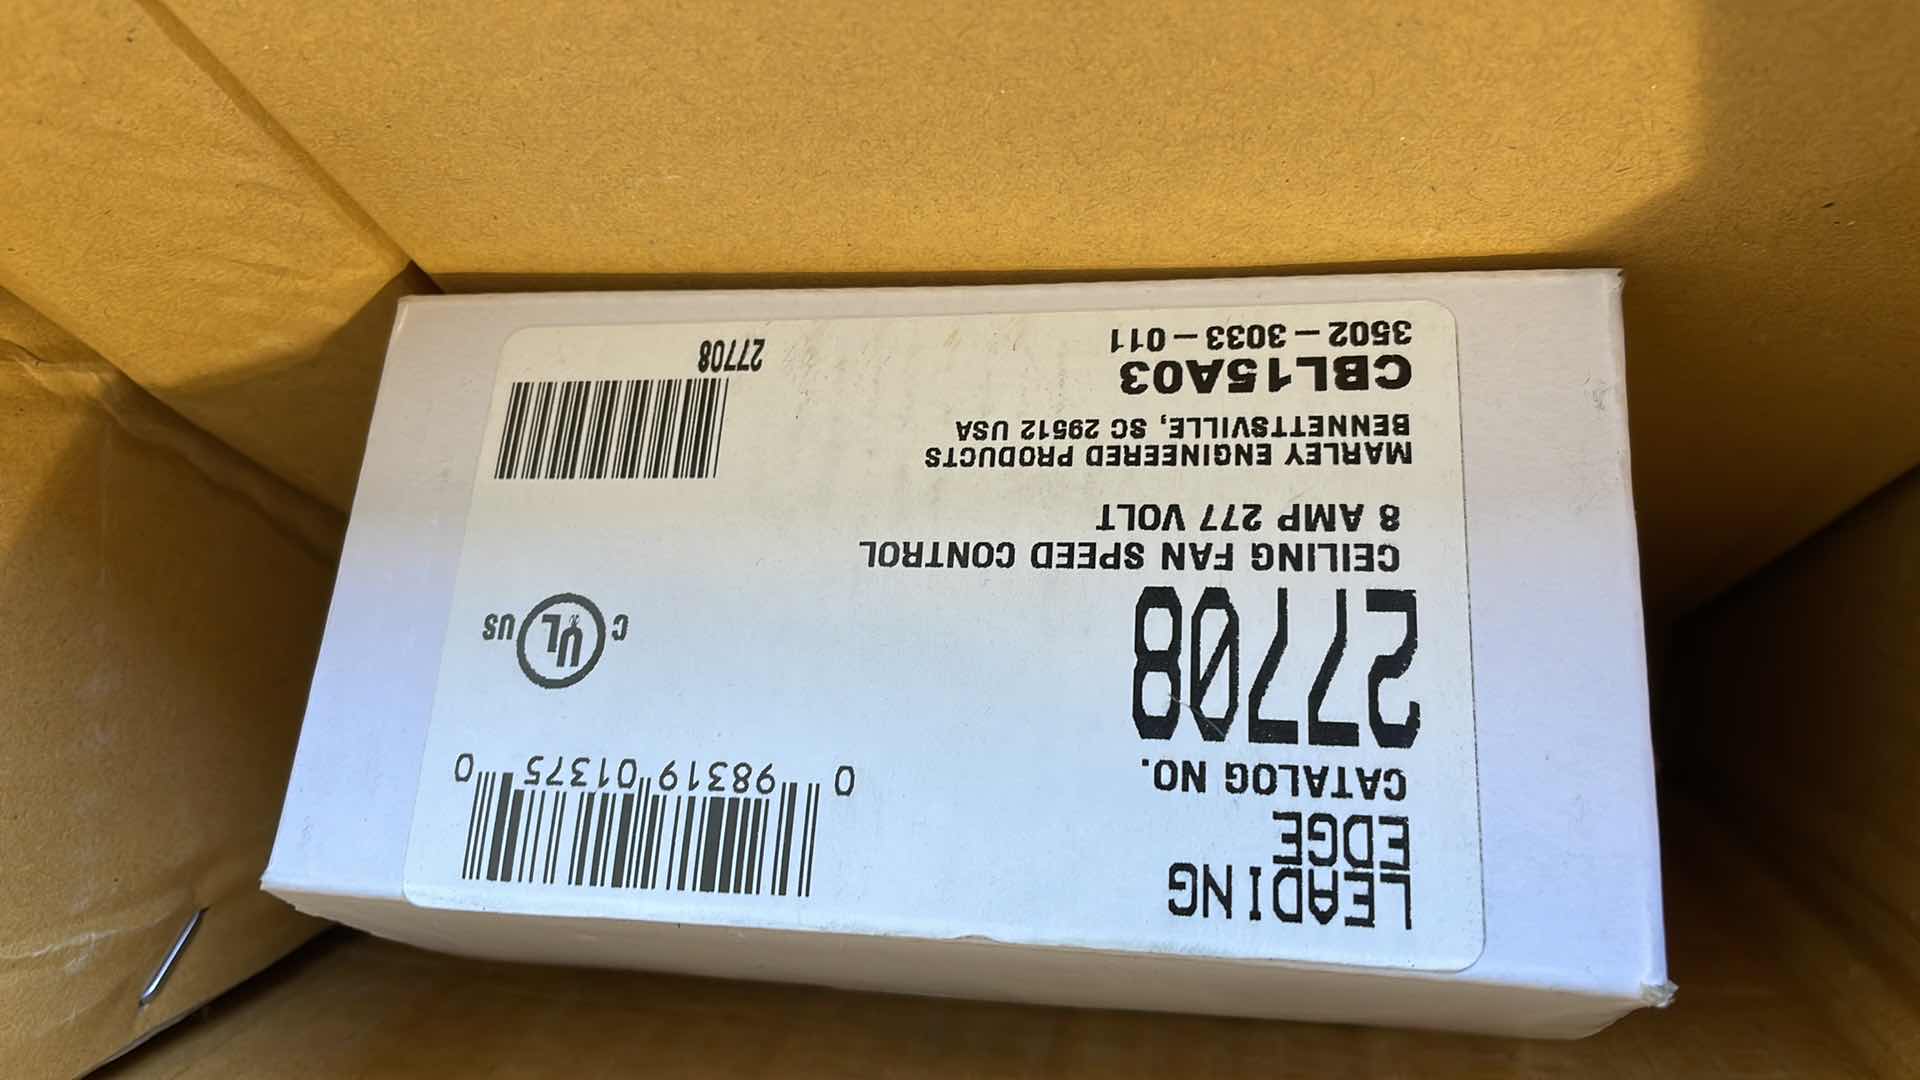 LEADING
EDGE
CATALOG NO.
27708
CEILING FAN SPEED CONTROL
8 AMP 277 VOLT
MARLEY ENGINEERED PRODUCTS
BENNETTSVILLE, SC 29512 USA
CBL15A03
3502-3033-011
0 98319 01375 0
C UL US
27708